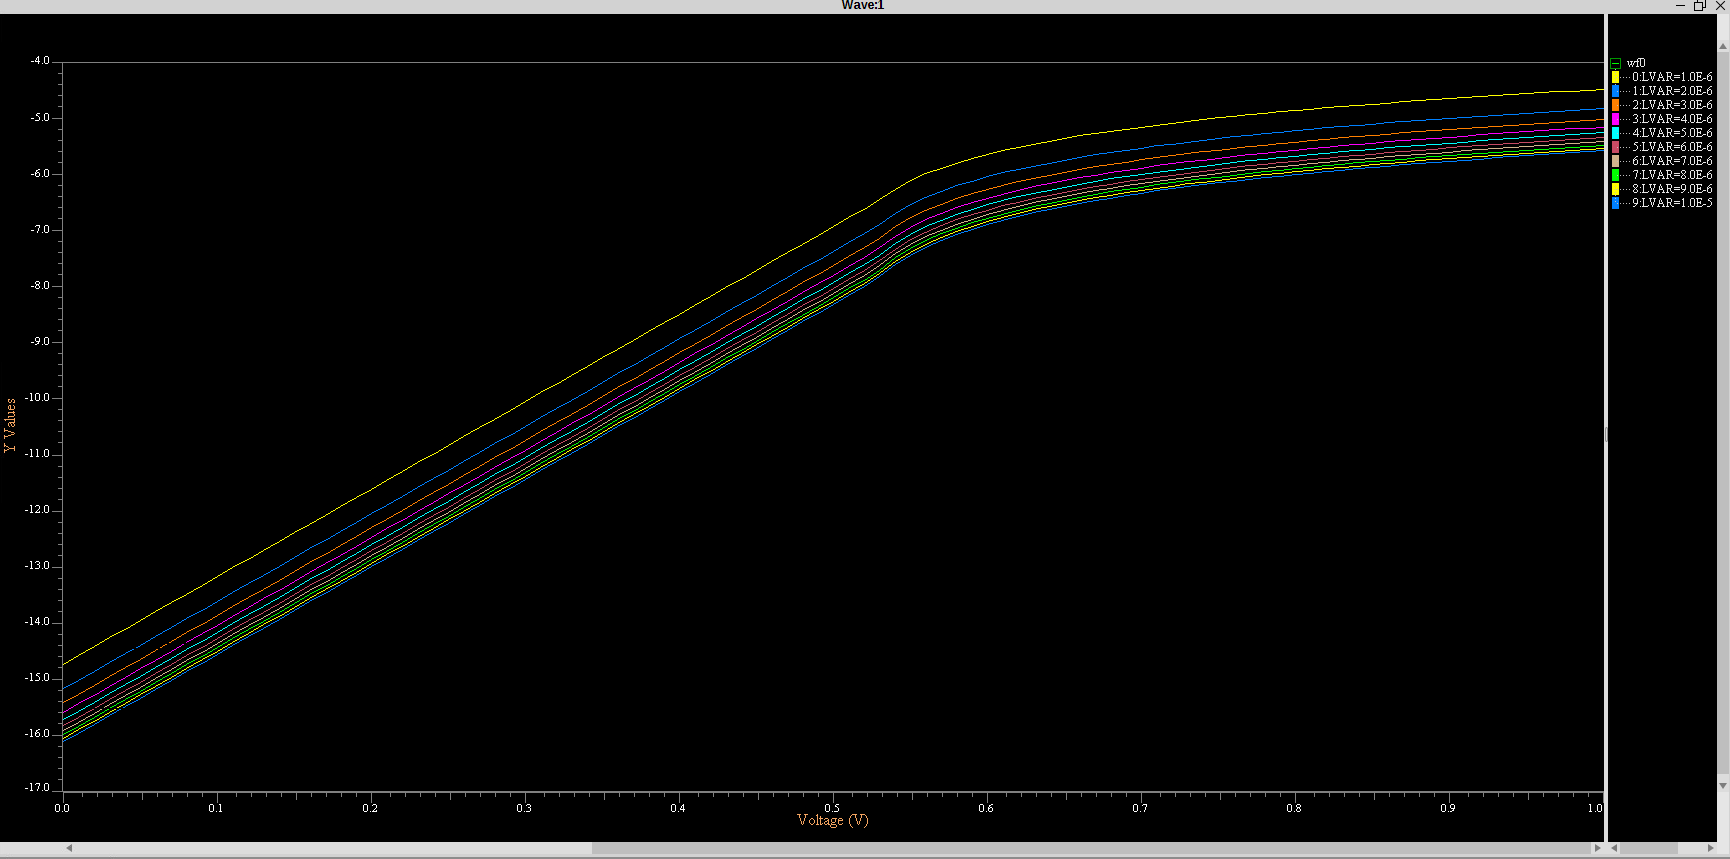 Wave:1
-4.0
-5.0
-6.0
-7.0
-8.0
-9.0
-10.0
-11.0
-12.0
-13.0
-14.0
-15.0
-16.0
-17.0
Y Values
0.0 0.1 0.2 0.3 0.4 0.5 0.6 0.7 0.8 0.9 1.0
Voltage (V)
wf0
0:LVAR=1.0E-6
1:LVAR=2.0E-6
2:LVAR=3.0E-6
3:LVAR=4.0E-6
4:LVAR=5.0E-6
5:LVAR=6.0E-6
6:LVAR=7.0E-6
7:LVAR=8.0E-6
8:LVAR=9.0E-6
9:LVAR=1.0E-5